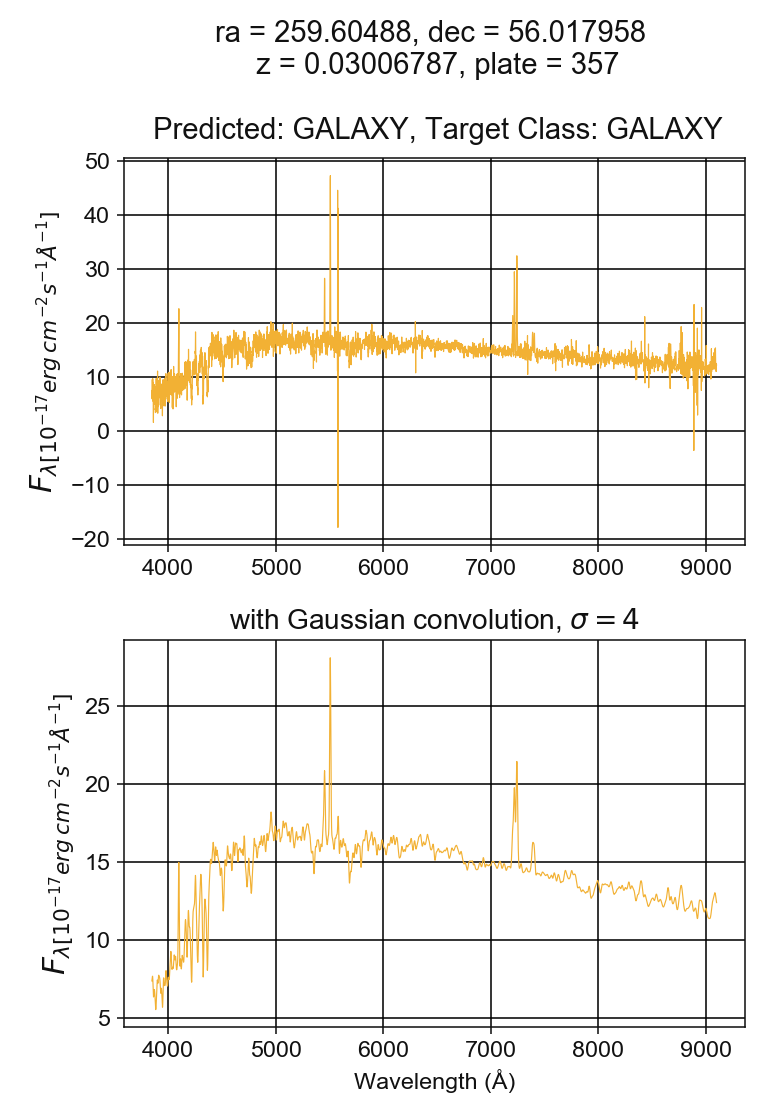 ra = 259.60488, dec = 56.017958
z = 0.03006787, plate = 357
Predicted: GALAXY, Target Class: GALAXY
F_λ[10^−17 erg cm^−2 s^−1 Å^−1]
50
40
30
20
10
0
−10
−20
4000 5000 6000 7000 8000 9000
with Gaussian convolution, σ = 4
F_λ[10^−17 erg cm^−2 s^−1 Å^−1]
25
20
15
10
5
4000 5000 6000 7000 8000 9000
Wavelength (Å)